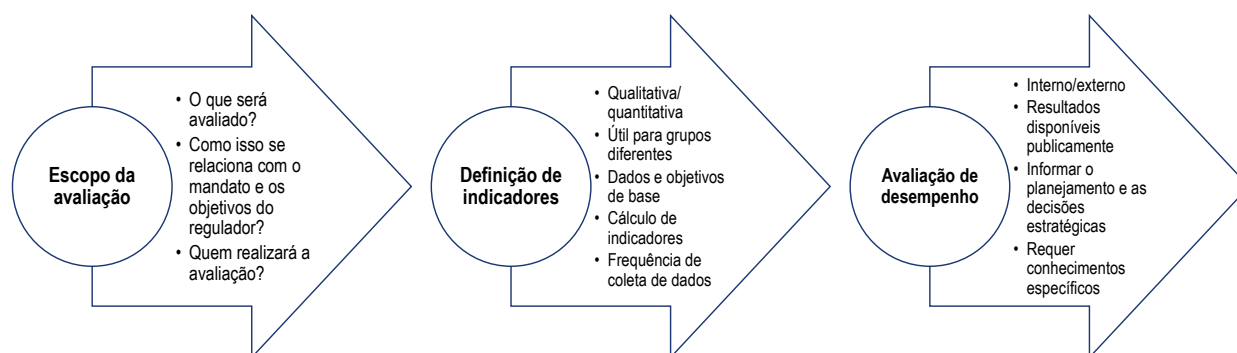 Escopo da
avaliação
• O que será
avaliado?
• Como isso se
relaciona com o
mandato e os
objetivos do
regulador?
• Quem realizará a
avaliação?
Definição de
indicadores
• Qualitativa/
quantitativa
• Útil para grupos
diferentes
• Dados e objetivos
de base
• Cálculo de
indicadores
• Frequência de
coleta de dados
Avaliação de
desempenho
• Interno/externo
• Resultados
disponíveis
publicamente
• Informar o
planejamento e as
decisões
estratégicas
• Requer
conhecimentos
específicos